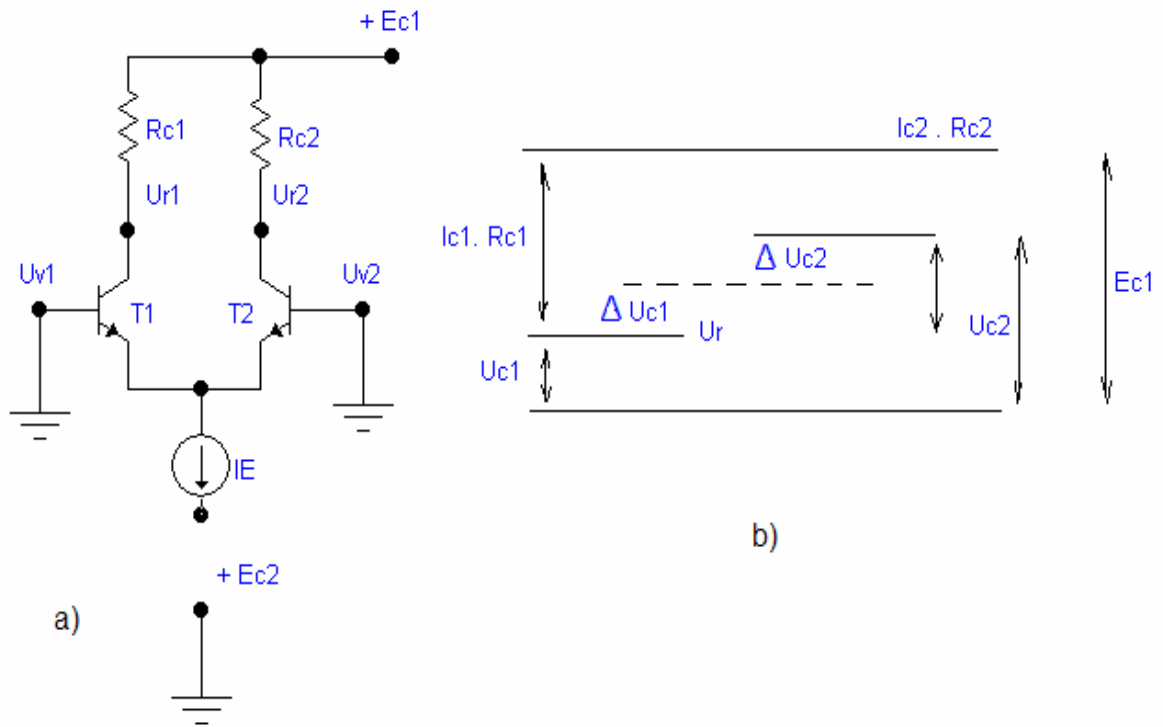 + Ec1
Rc1
Rc2
Ur1
Ur2
Uv1
Uv2
T1
T2
IE
+ Ec2
a)
Ic2 . Rc2
Ic1. Rc1
Δ Uc2
Δ Uc1
Ur
Uc1
Uc2
Ec1
b)